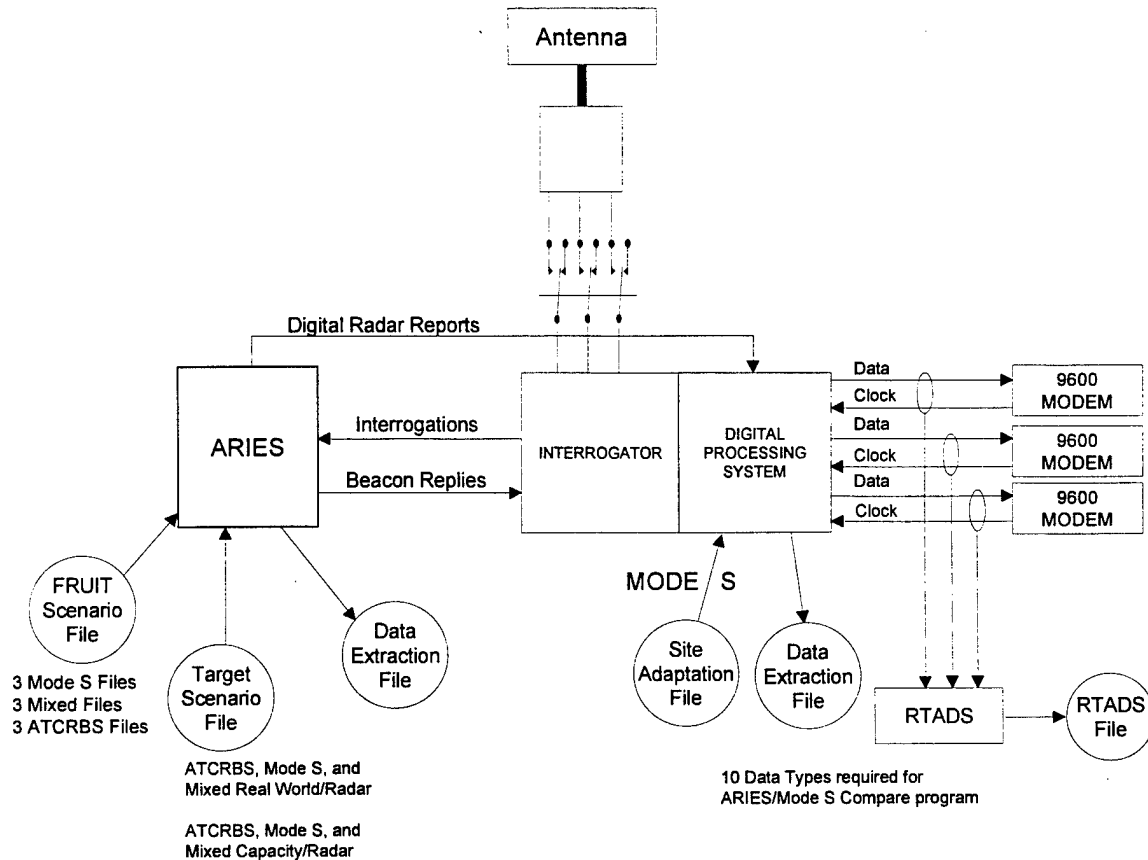 Antenna
Digital Radar Reports
ARIES
Interrogations
Beacon Replies
INTERROGATOR
DIGITAL
PROCESSING
SYSTEM
Data
Clock
Data
Clock
Data
Clock
9600
MODEM
9600
MODEM
9600
MODEM
MODE S
FRUIT
Scenario
File
3 Mode S Files
3 Mixed Files
3 ATCRBS Files
Target
Scenario
File
Data
Extraction
File
Site
Adaptation
File
Data
Extraction
File
RTADS
RTADS
File
ATCRBS, Mode S, and
Mixed Real World/Radar
ATCRBS, Mode S, and
Mixed Capacity/Radar
10 Data Types required for
ARIES/Mode S Compare program